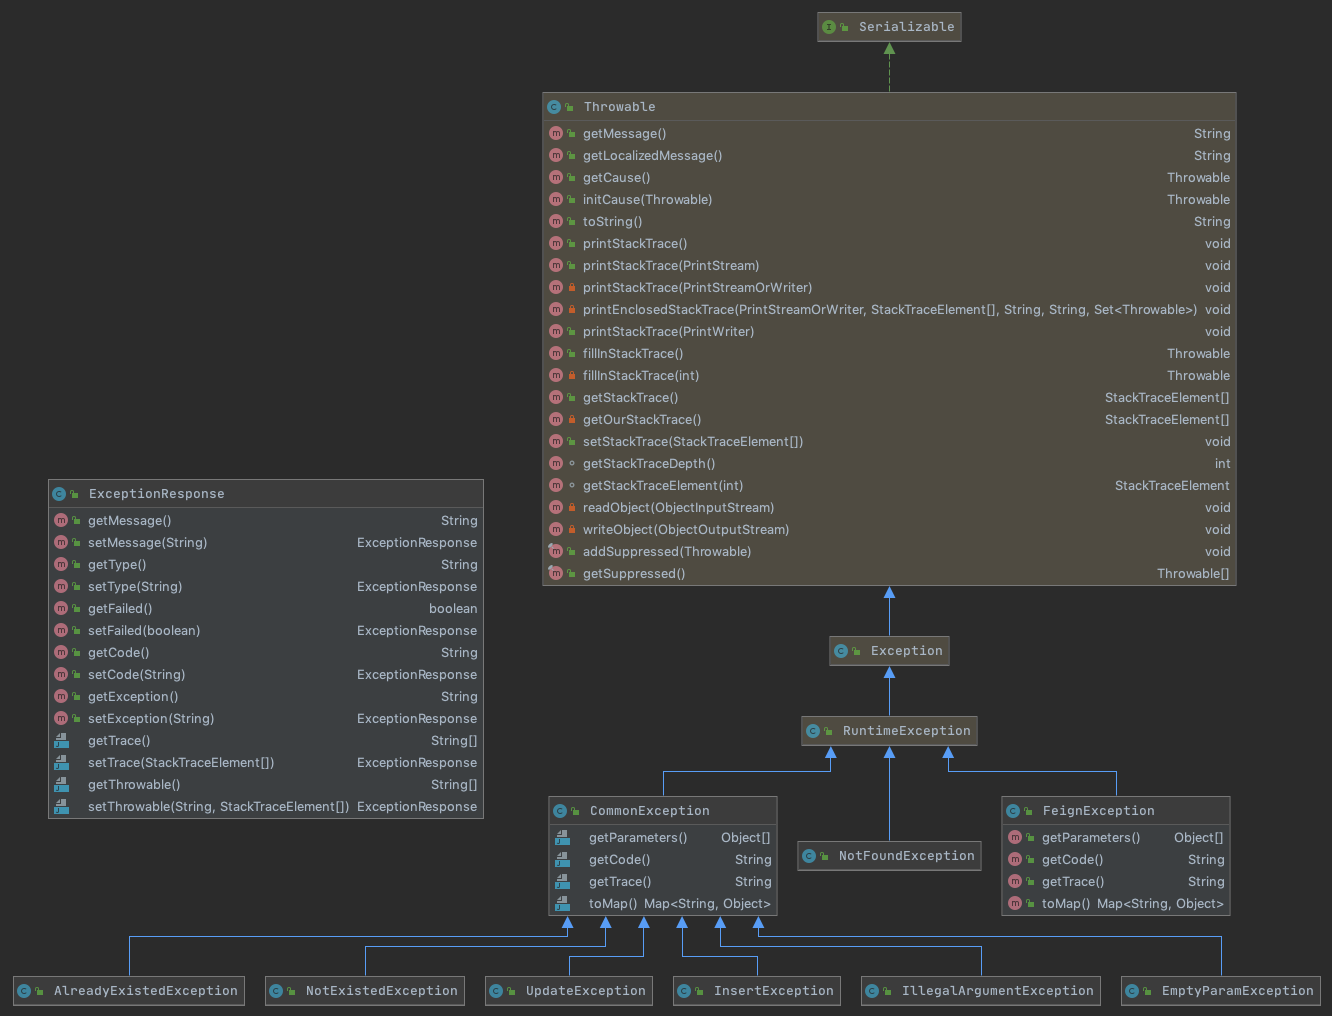 Serializable
Throwable
getMessage() String
getLocalizedMessage() String
getCause() Throwable
initCause(Throwable) Throwable
toString() String
printStackTrace() void
printStackTrace(PrintStream) void
printStackTrace(PrintStreamOrWriter) void
printEnclosedStackTrace(PrintStreamOrWriter, StackTraceElement[], String, String, Set<Throwable>) void
printStackTrace(PrintWriter) void
fillInStackTrace() Throwable
fillInStackTrace(int) Throwable
getStackTrace() StackTraceElement[]
getOurStackTrace() StackTraceElement[]
setStackTrace(StackTraceElement[]) void
getStackTraceDepth() int
getStackTraceElement(int) StackTraceElement
readObject(ObjectInputStream) void
writeObject(ObjectOutputStream) void
addSuppressed(Throwable) void
getSuppressed() Throwable[]
ExceptionResponse
getMessage() String
setMessage(String) ExceptionResponse
getType() String
setType(String) ExceptionResponse
getFailed() boolean
setFailed(boolean) ExceptionResponse
getCode() String
setCode(String) ExceptionResponse
getException() String
setException(String) ExceptionResponse
getTrace() String[]
setTrace(StackTraceElement[]) ExceptionResponse
getThrowable() String[]
setThrowable(String, StackTraceElement[]) ExceptionResponse
Exception
RuntimeException
CommonException
getParameters() Object[]
getCode() String
getTrace() String
toMap() Map<String, Object>
NotFoundException
FeignException
getParameters() Object[]
getCode() String
getTrace() String
toMap() Map<String, Object>
AlreadyExistedException
NotExistedException
UpdateException
InsertException
IllegalArgumentException
EmptyParamException